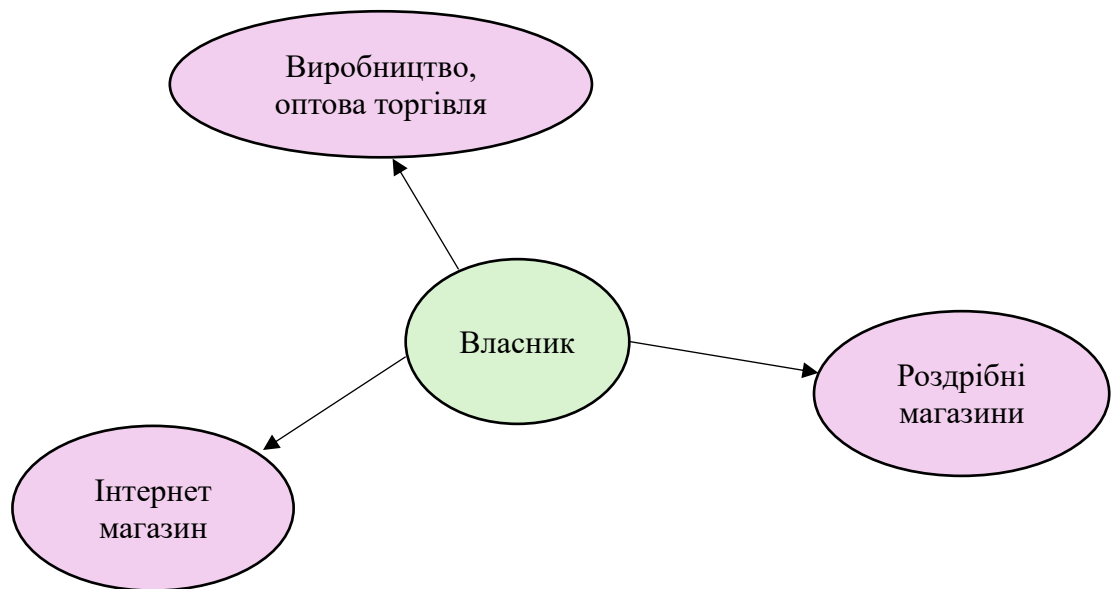 Виробництво,
оптова торгівля
Власник
Роздрібні
магазини
Інтернет
магазин